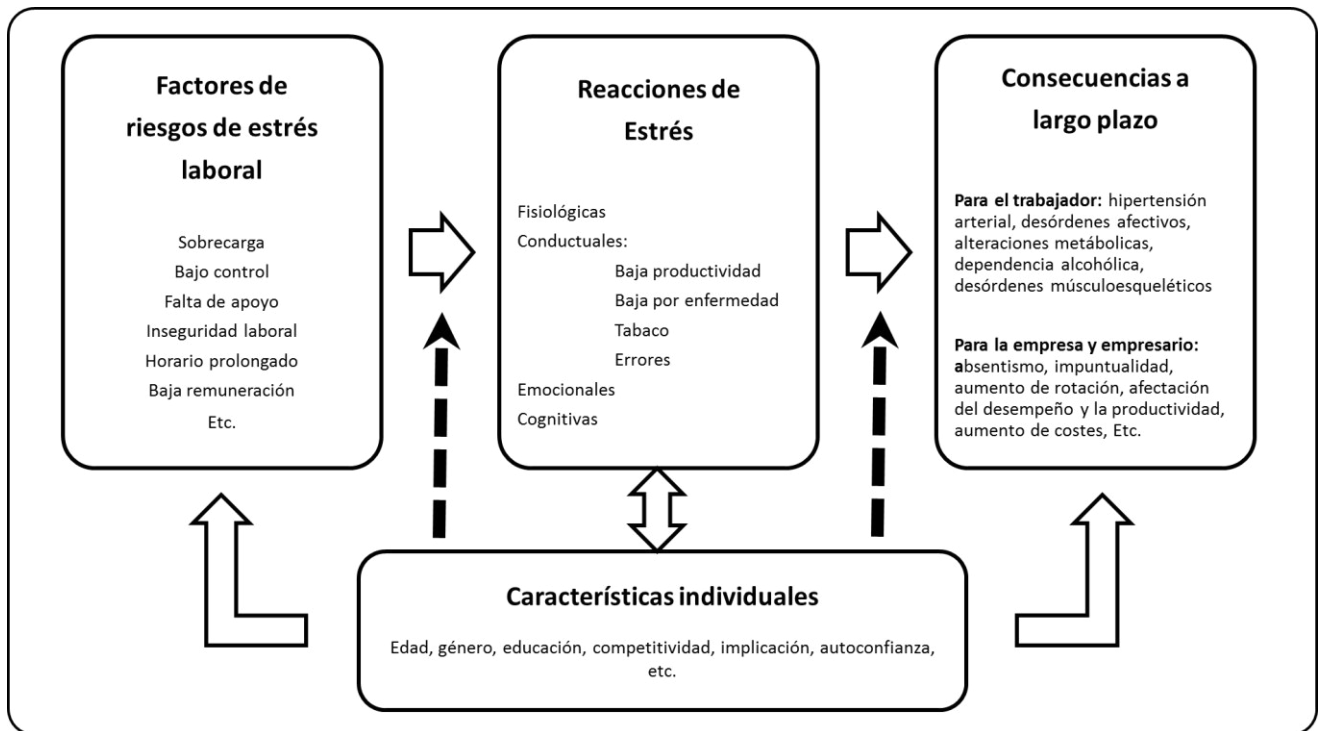 Factores de
riesgos de estrés
laboral
Sobrecarga
Bajo control
Falta de apoyo
Inseguridad laboral
Horario prolongado
Baja remuneración
Etc.
Reacciones de
Estrés
Fisiológicas
Conductuales:
Baja productividad
Baja por enfermedad
Tabaco
Errores
Emocionales
Cognitivas
Consecuencias a
largo plazo
Para el trabajador: hipertensión
arterial, desórdenes afectivos,
alteraciones metábolicas,
dependencia alcohólica,
desórdenes músculoesqueléticos
Para la empresa y empresario:
absentismo, impuntualidad,
aumento de rotación, afectación
del desempeño y la productividad,
aumento de costes, Etc.
Características individuales
Edad, género, educación, competitividad, implicación, autoconfianza,
etc.